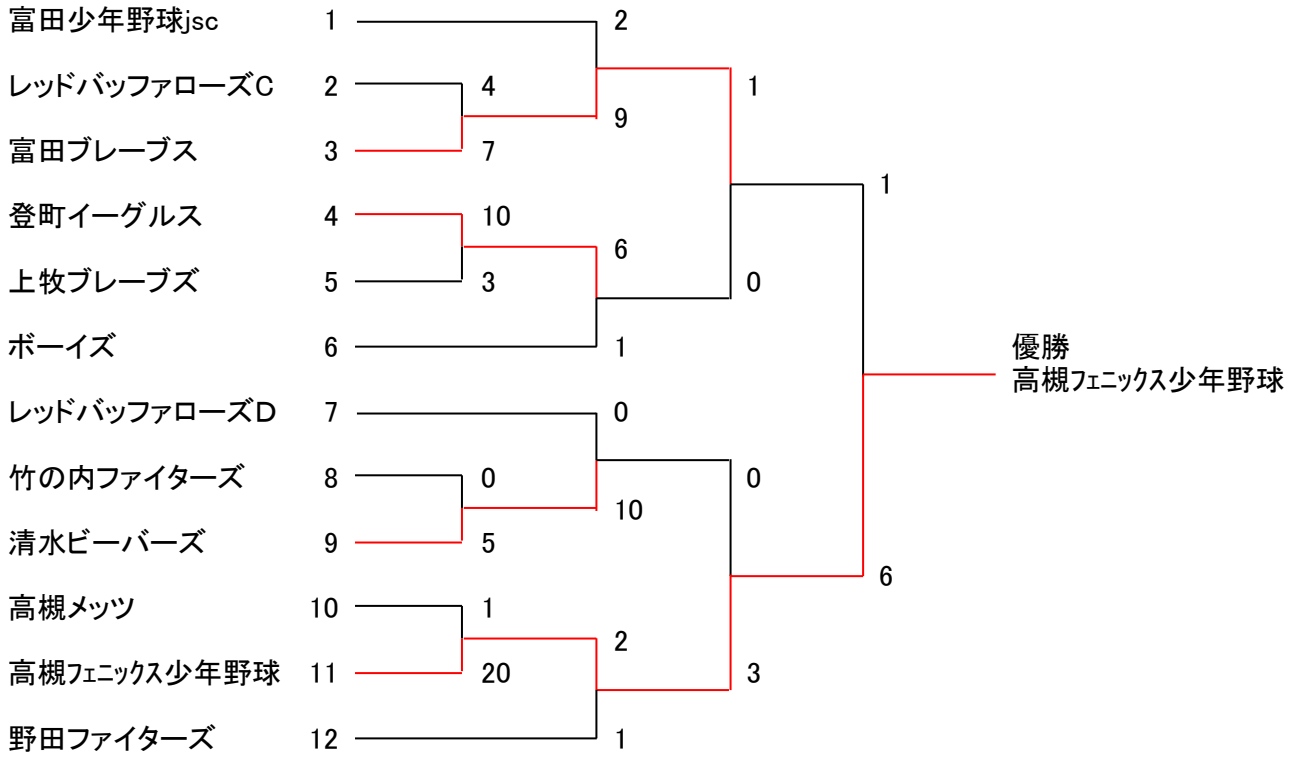 富田少年野球jsc 1 2
レッドバッファローズC 2 4 1
9
富田ブレーブス 3 7
1
登町イーグルス 4 10
6
上牧ブレーブズ 5 3 0
ボーイズ 6 1
優勝
高槻フェニックス少年野球
レッドバッファローズD 7 0
竹の内ファイターズ 8 0 0
10
清水ビーバーズ 9 5
6
高槻メッツ 10 1
2
高槻フェニックス少年野球 11 20 3
野田ファイターズ 12 1